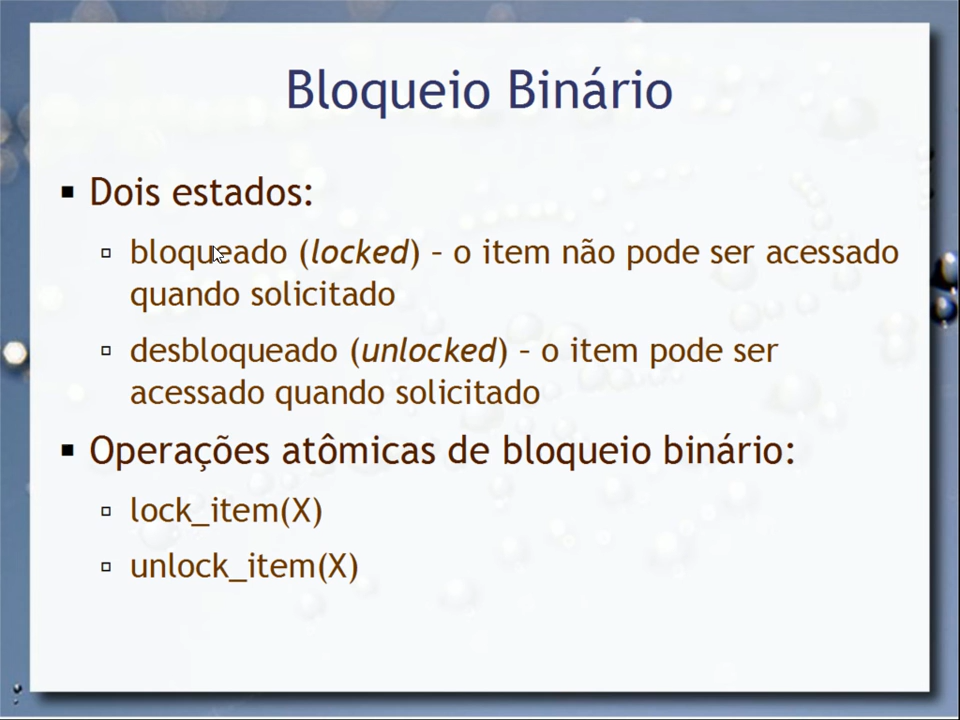 Bloqueio Binário
Dois estados:
bloqueado (locked) – o item não pode ser acessado
quando solicitado
desbloqueado (unlocked) – o item pode ser
acessado quando solicitado
Operações atômicas de bloqueio binário:
lock_item(X)
unlock_item(X)